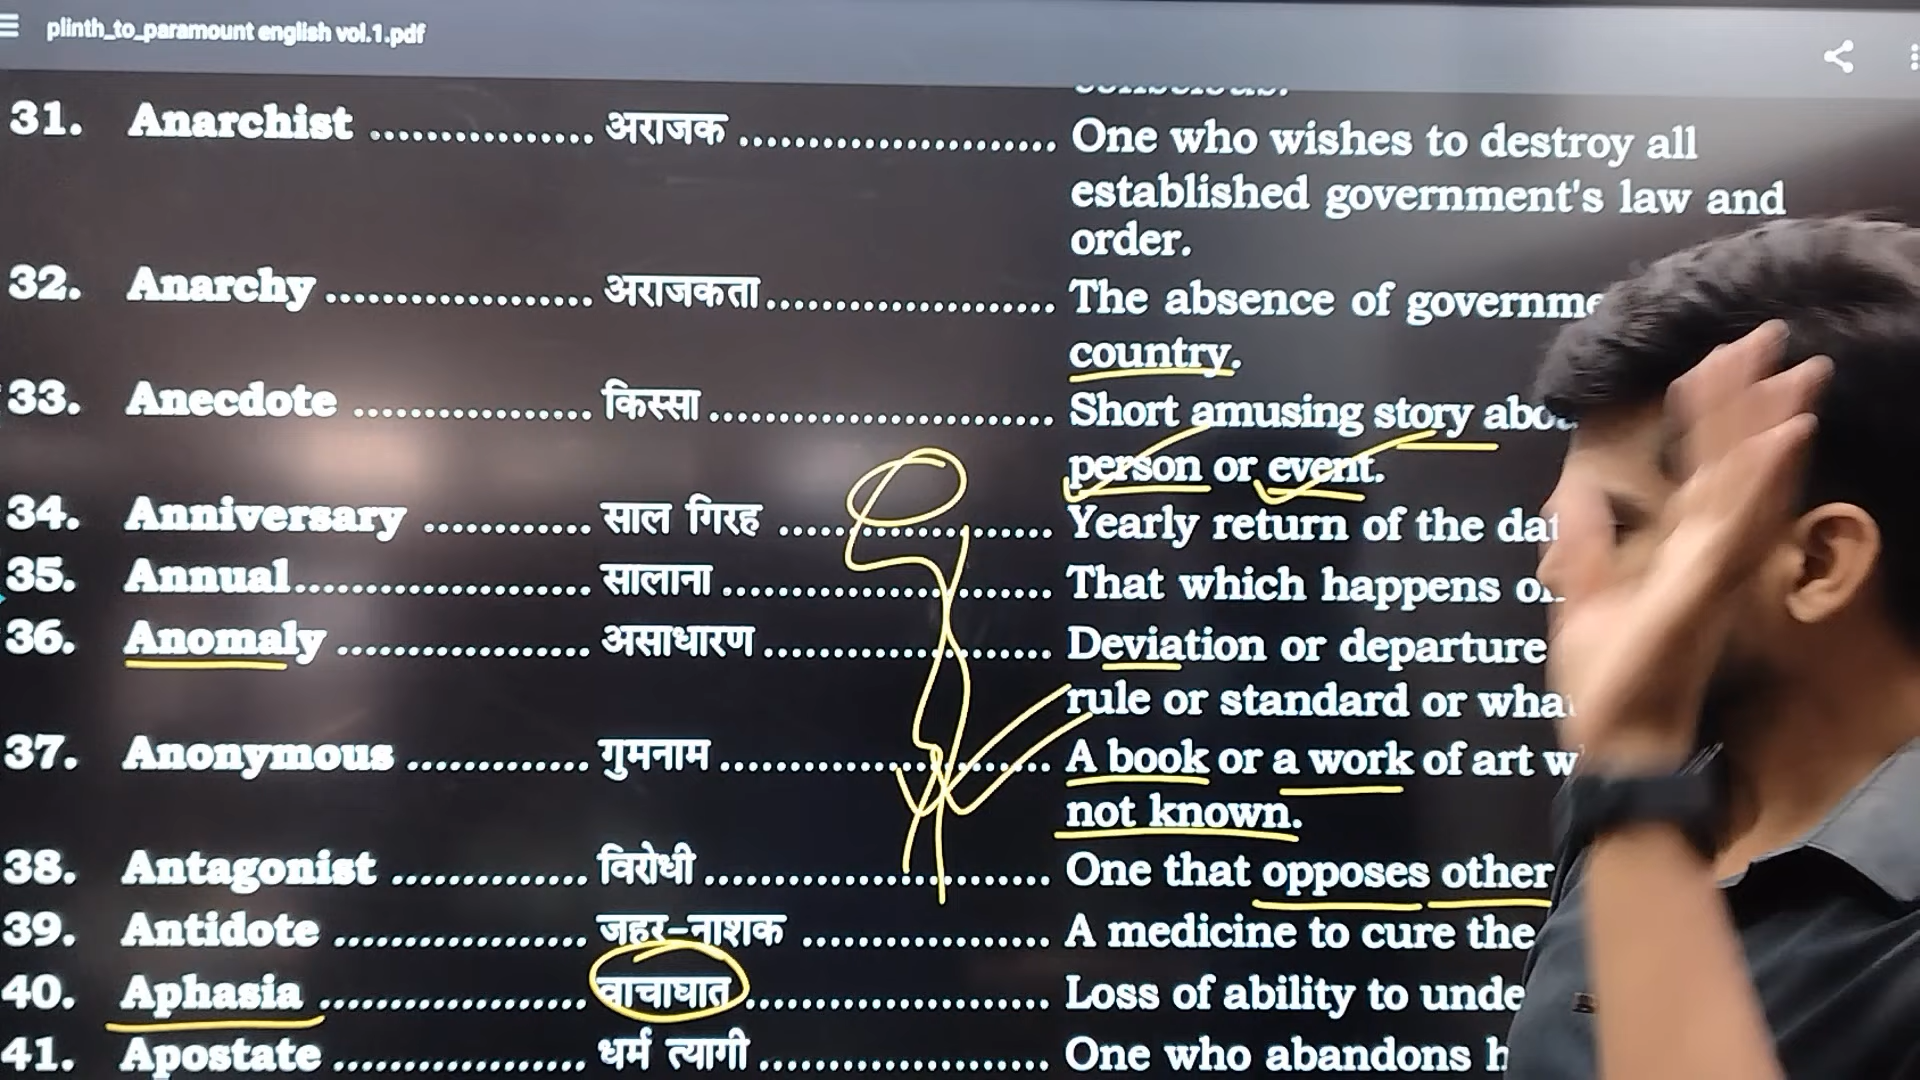 plinth_to_paramount english vol.1.pdf
31. Anarchist ................ अराजक ...................... One who wishes to destroy all
established government's law and
order.
32. Anarchy ................... अराजकता .................... The absence of
country.
33. Anecdote ................. किस्सा ........................ Short amusing story
person or event.
34. Anniversary ............ साल गिरह ................... Yearly return of the
35. Annual..................... सालाना ....................... That which happens
36. Anomaly .................. असाधारण .................... Deviation or departure
rule or standard or
37. Anonymous ............. गुमनाम ....................... A book or a work of art
not known.
38. Antagonist .............. विरोधी ........................ One that opposes other
39. Antidote .................. जहर-नाशक ................. A medicine to cure the
40. Aphasia ................... वाचाघात ..................... Loss of ability to
41. Apostate .................. धर्म त्यागी .................... One who abandons